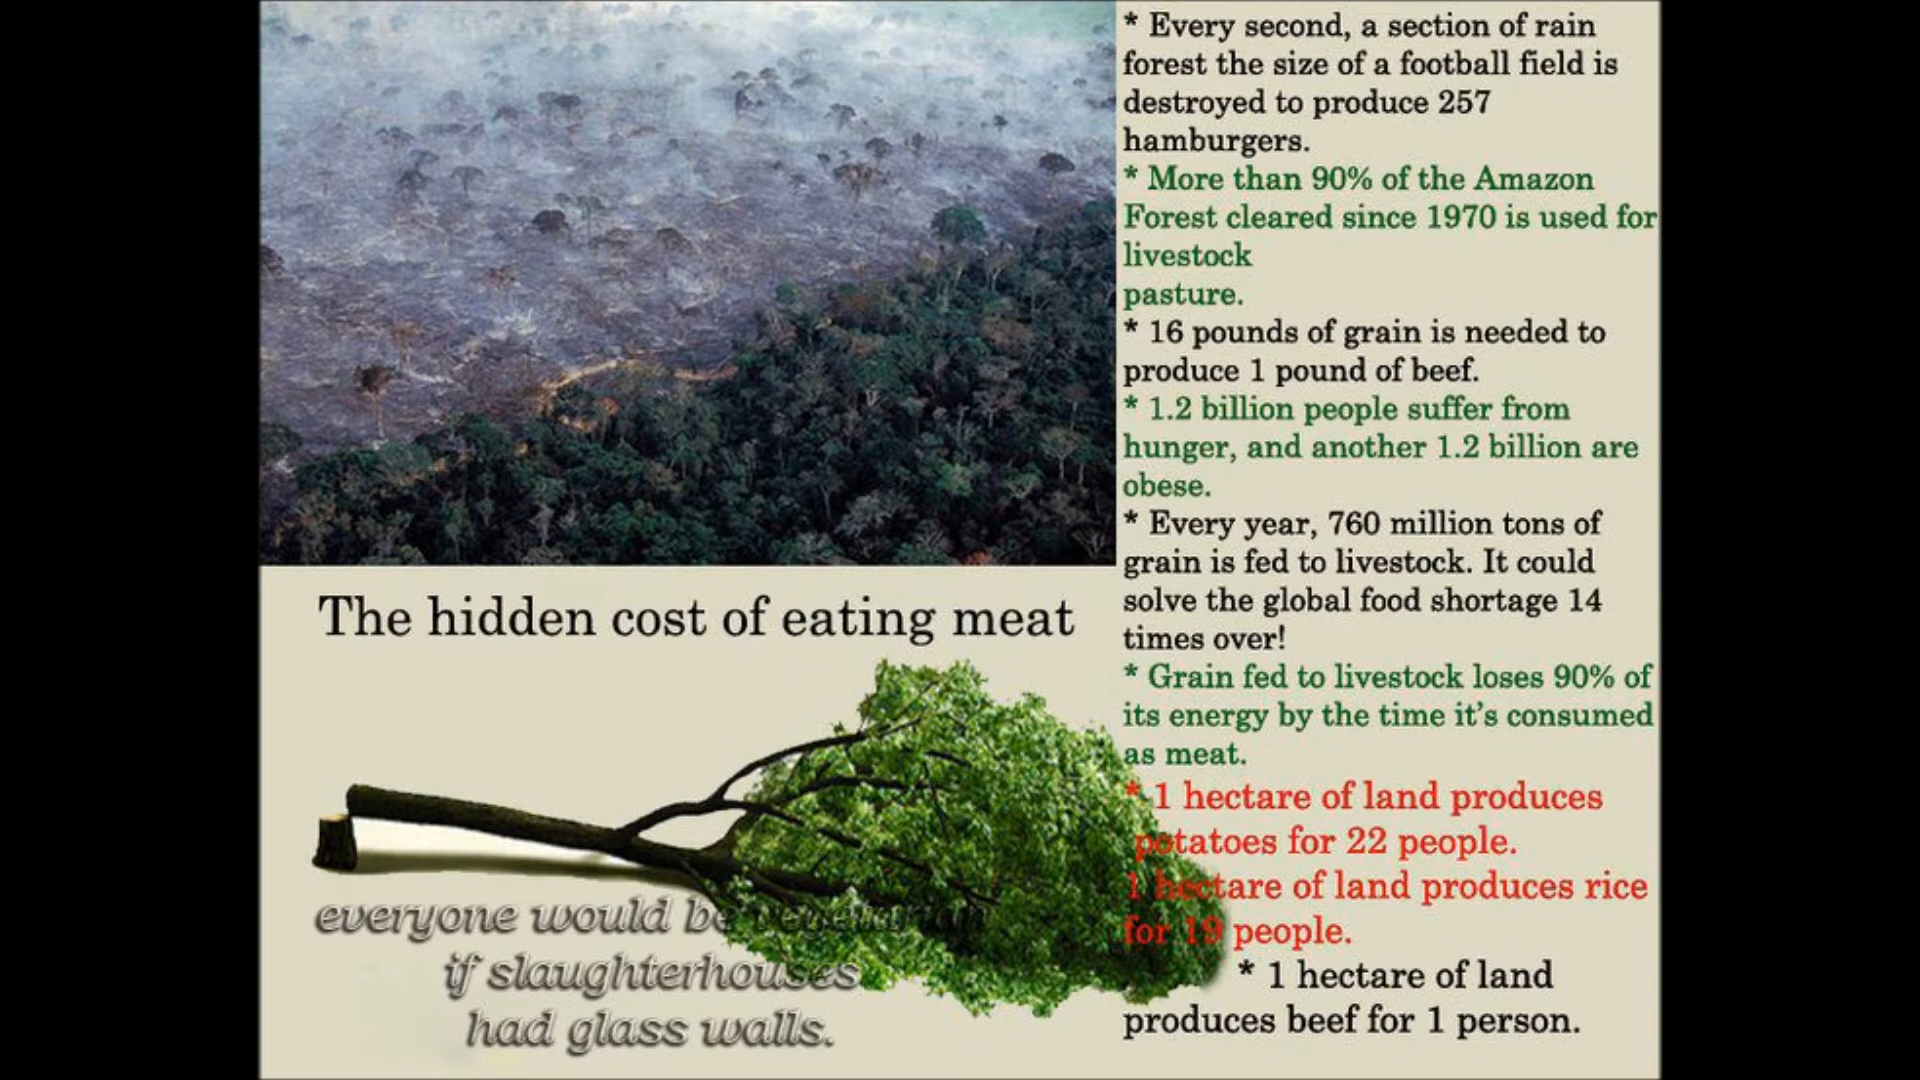 * Every second, a section of rain
forest the size of a football field is
destroyed to produce 257
hamburgers.
* More than 90% of the Amazon
Forest cleared since 1970 is used for
livestock
pasture.
* 16 pounds of grain is needed to
produce 1 pound of beef.
* 1.2 billion people suffer from
hunger, and another 1.2 billion are
obese.
* Every year, 760 million tons of
grain is fed to livestock. It could
solve the global food shortage 14
times over!
* Grain fed to livestock loses 90% of
its energy by the time it's consumed
as meat.
* 1 hectare of land produces
potatoes for 22 people.
1 hectare of land produces rice
for 19 people.
* 1 hectare of land
produces beef for 1 person.
The hidden cost of eating meat
everyone would be vegetarian
if slaughterhouses
had glass walls.